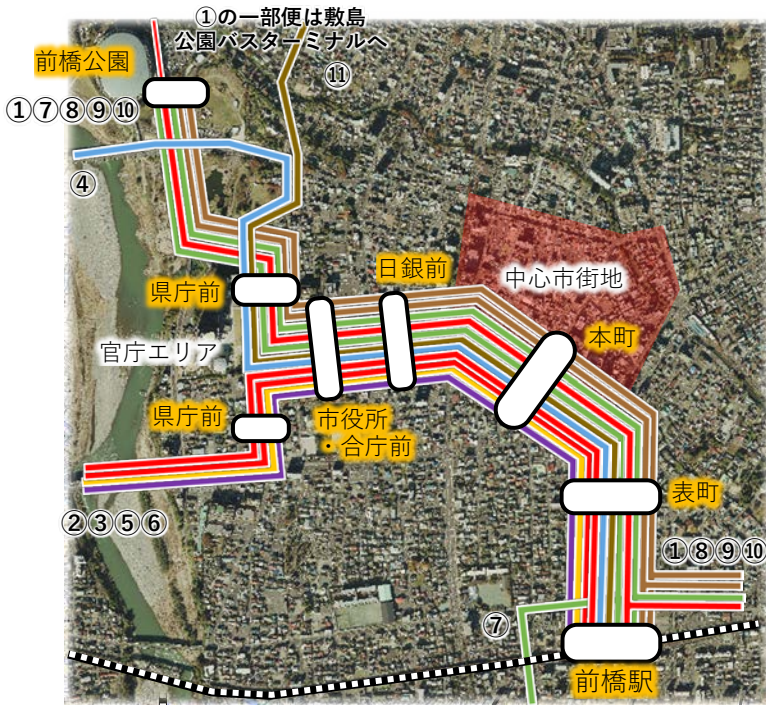 ①の一部便は敷島
公園バスターミナルへ
前橋公園
⑪
①⑦⑧⑨⑩
④
日銀前
中心市街地
県庁前
本町
官庁エリア
県庁前
市役所
・合庁前
表町
②③⑤⑥
①⑧⑨⑩
⑦
前橋駅